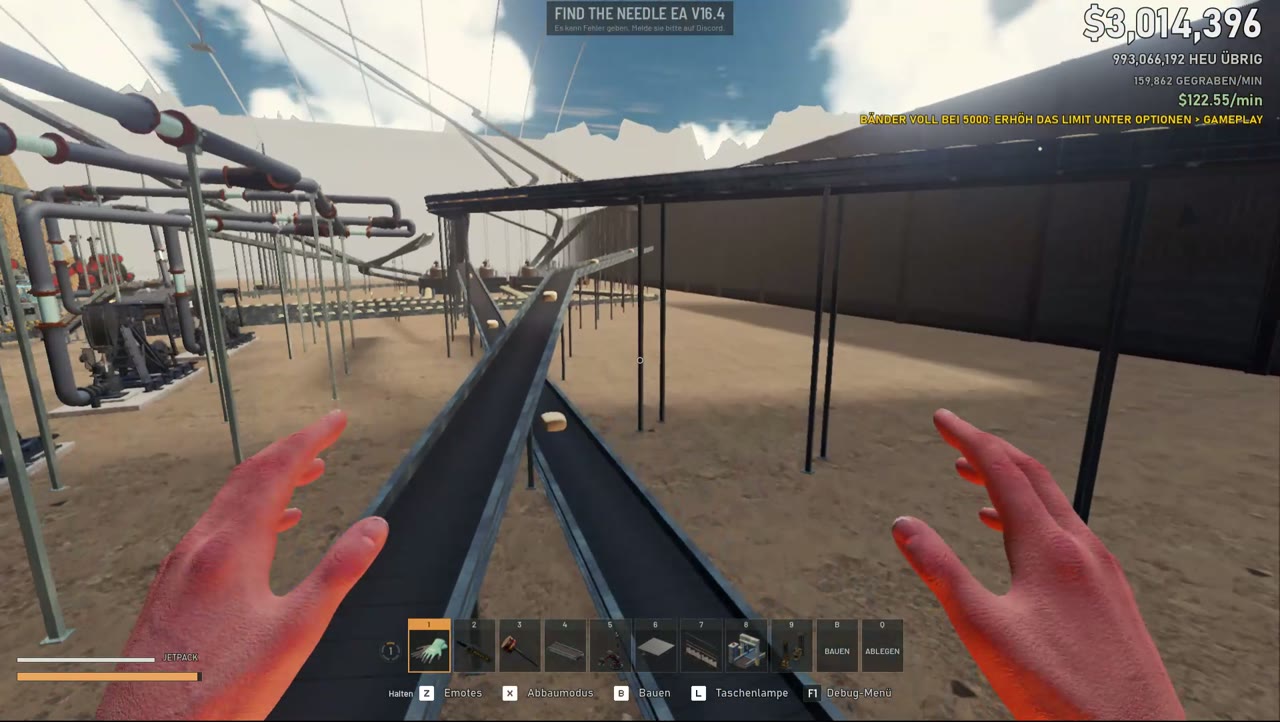 FIND THE NEEDLE EA V16.4
Es kann Fehler geben. Melde sie bitte auf Discord.
$3,014,396
993,066,192 HEU ÜBRIG
159,862 GEGRABEN/MIN
$122.55/min
BÄNDER VOLL BEI 5000: ERHÖH DAS LIMIT UNTER OPTIONEN > GAMEPLAY
JETPACK
1
1 2 3 4 5 6 7 8 9 B 0
BAUEN ABLEGEN
Halten Z Emotes X Abbaumodus B Bauen L Taschenlampe F1 Debug-Menü